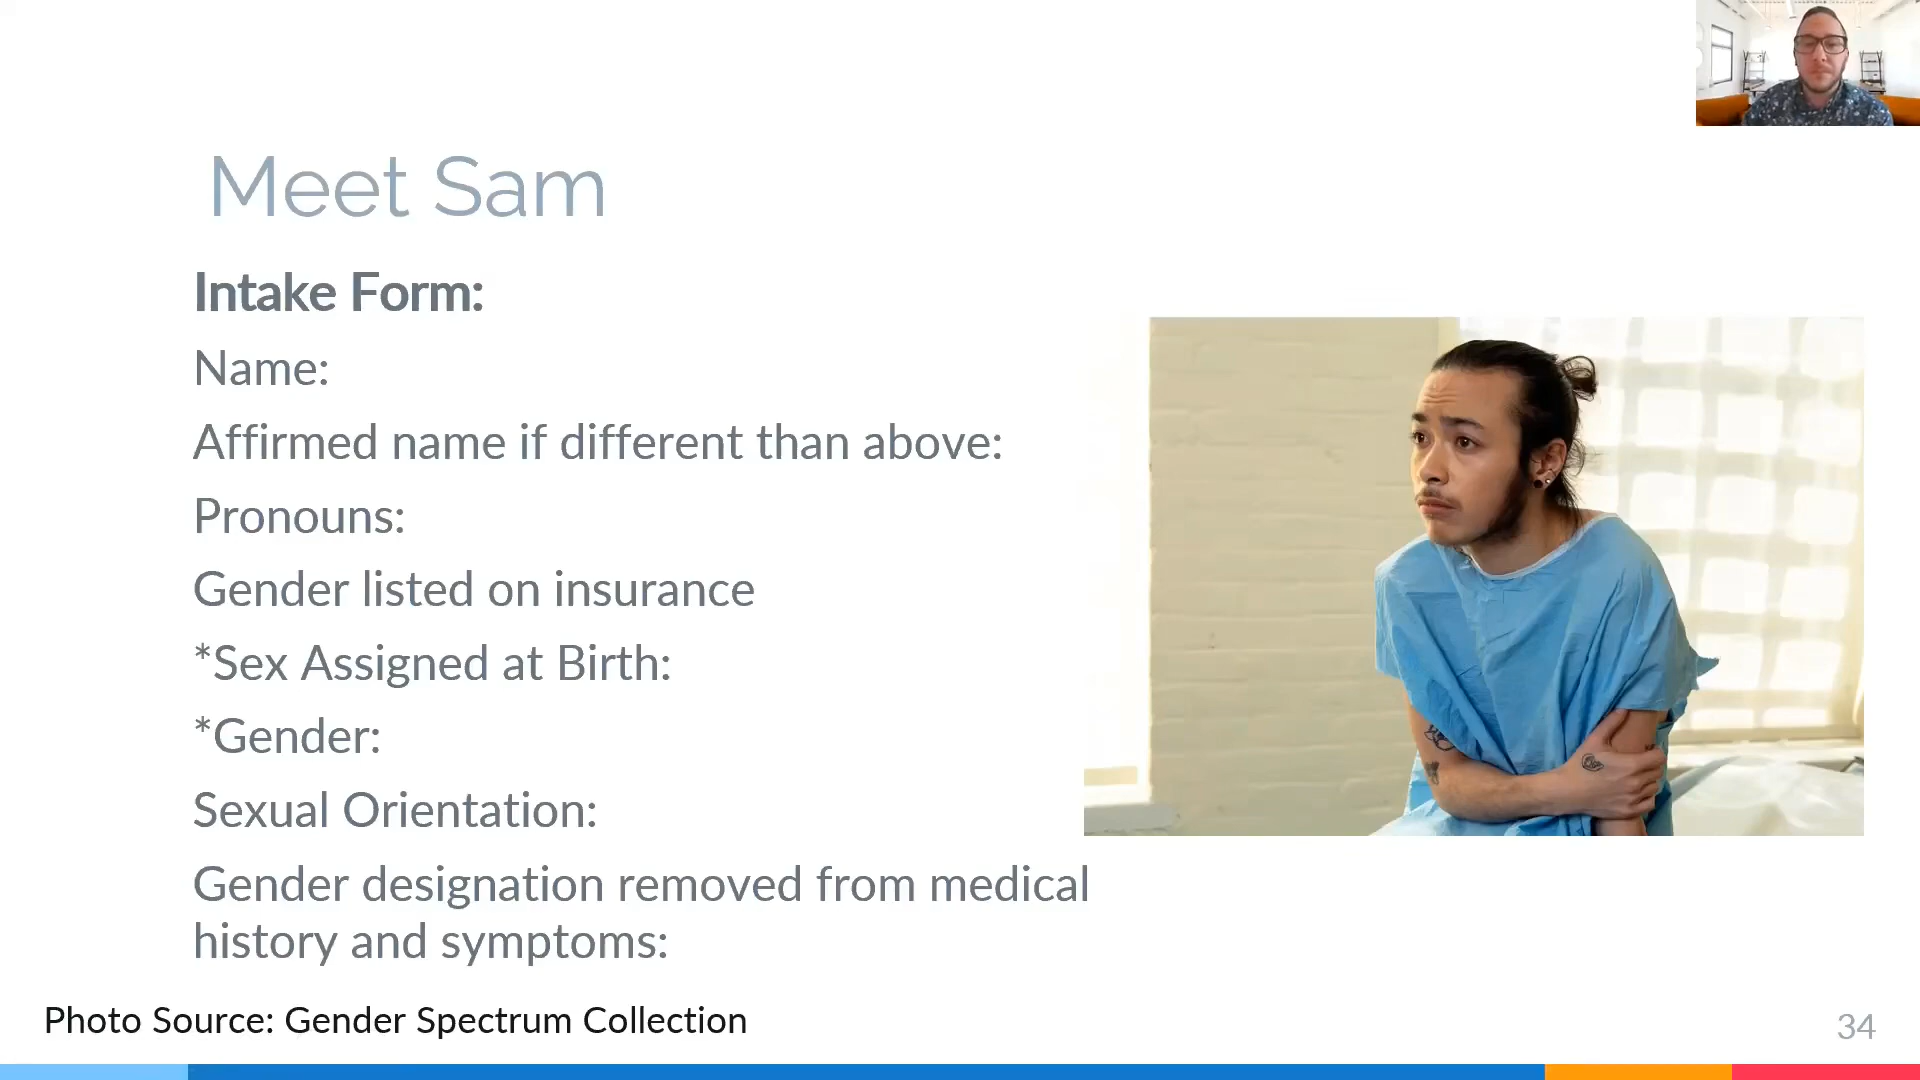 Meet Sam
Intake Form:
Name:
Affirmed name if different than above:
Pronouns:
Gender listed on insurance
*Sex Assigned at Birth:
*Gender:
Sexual Orientation:
Gender designation removed from medical
history and symptoms:
Photo Source: Gender Spectrum Collection
34